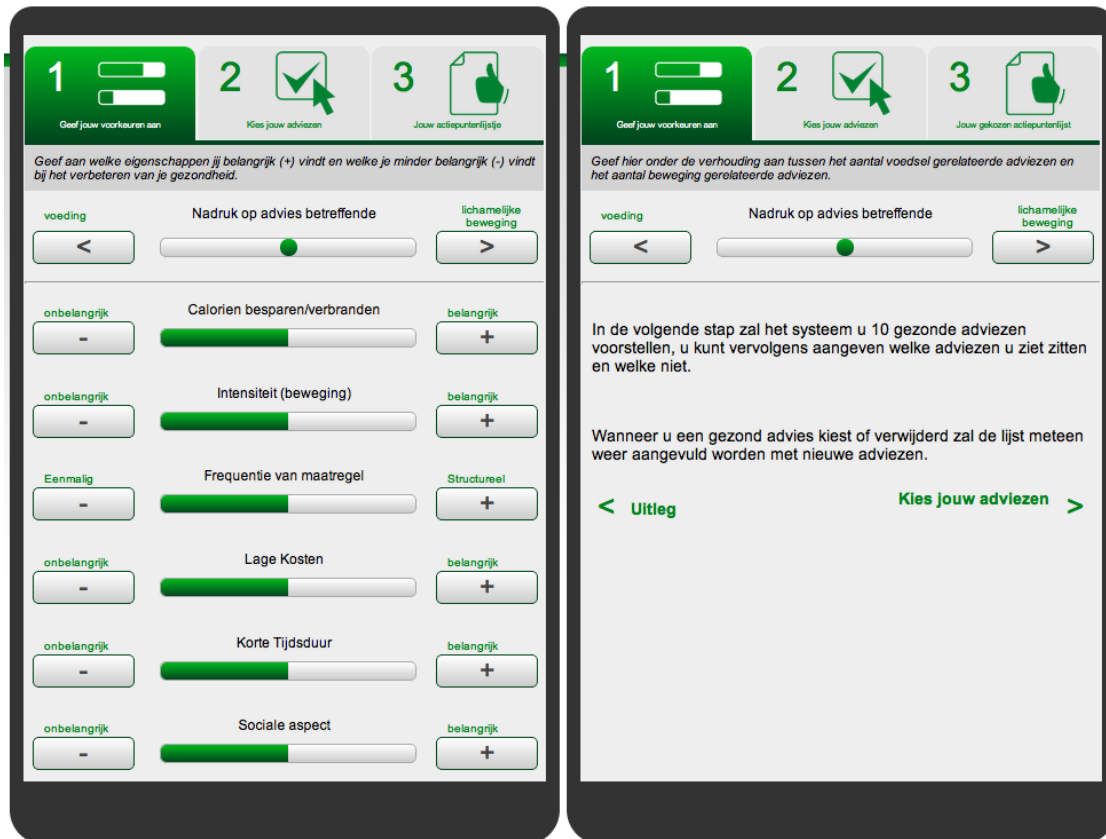 1
Geef jouw voorkeuren aan
2
Kies jouw adviezen
3
Jouw actiepuntenlijstje
Geef aan welke eigenschappen jij belangrijk (+) vindt en welke je minder belangrijk (-) vindt
bij het verbeteren van je gezondheid.
voeding
Nadruk op advies betreffende
lichamelijke
beweging
<
>
onbelangrijk
Calorien besparen/verbranden
belangrijk
-
+
onbelangrijk
Intensiteit (beweging)
belangrijk
-
+
Eenmalig
Frequentie van maatregel
Structureel
-
+
onbelangrijk
Lage Kosten
belangrijk
-
+
onbelangrijk
Korte Tijdsduur
belangrijk
-
+
onbelangrijk
Sociale aspect
belangrijk
-
+
1
Geef jouw voorkeuren aan
2
Kies jouw adviezen
3
Jouw gekozen actiepuntenlijst
Geef hier onder de verhouding aan tussen het aantal voedsel gerelateerde adviezen en
het aantal beweging gerelateerde adviezen.
voeding
Nadruk op advies betreffende
lichamelijke
beweging
<
>
In de volgende stap zal het systeem u 10 gezonde adviezen
voorstellen, u kunt vervolgens aangeven welke adviezen u ziet zitten
en welke niet.
Wanneer u een gezond advies kiest of verwijderd zal de lijst meteen
weer aangevuld worden met nieuwe adviezen.
< Uitleg
Kies jouw adviezen >